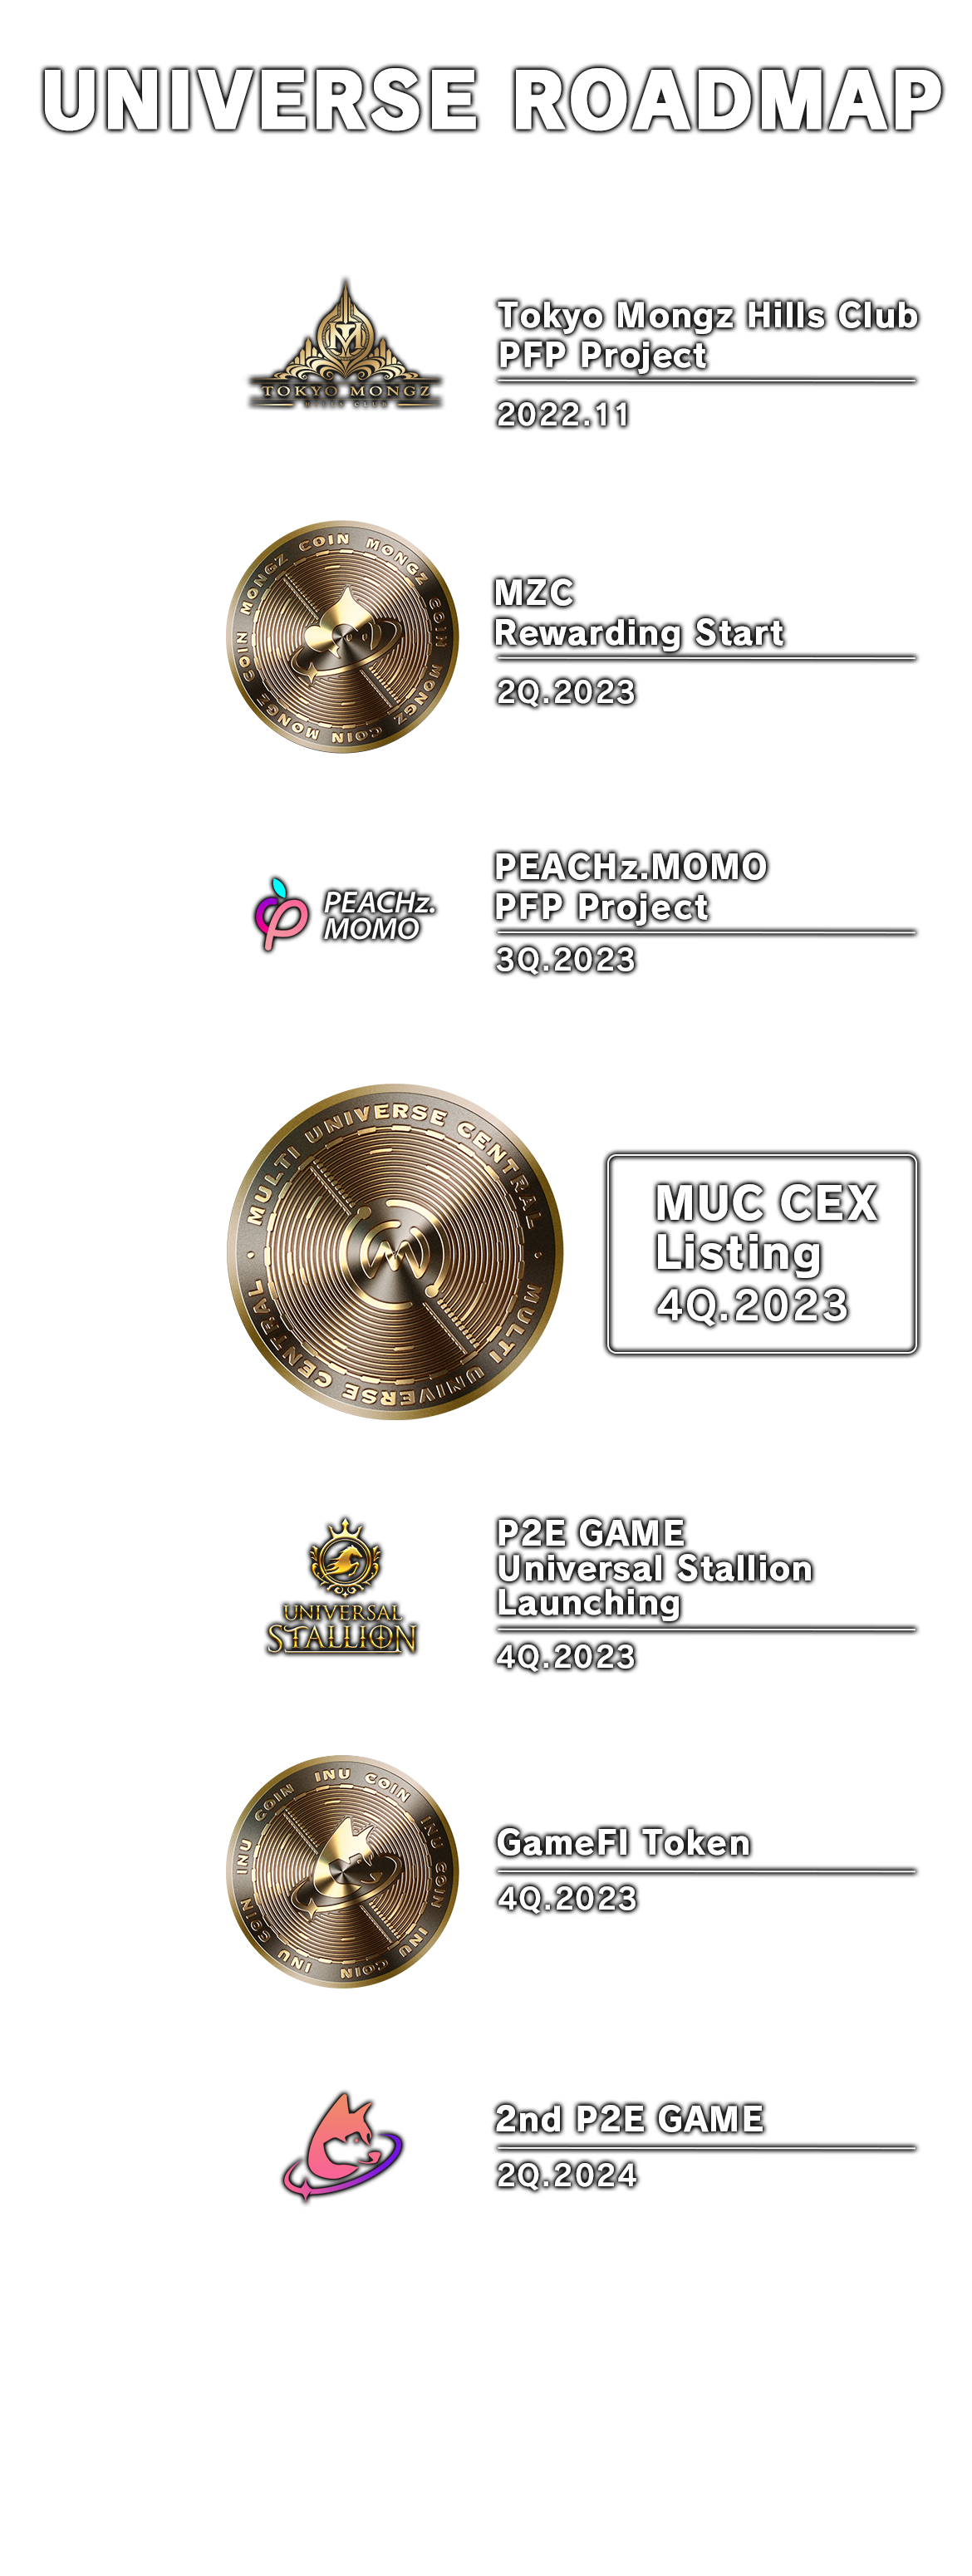 UNIVERSE ROADMAP
TOKYO MONGZ
HILLS CLUB
Tokyo Mongz Hills Club
PFP Project
2022.11
MONGZ COIN MONGZ COIN MONGZ COIN MONGZ COIN
MZC
Rewarding Start
2Q.2023
PEACHz.
MOMO
PEACHz.MOMO
PFP Project
3Q.2023
MULTI UNIVERSE CENTRAL · MULTI UNIVERSE CENTRAL ·
MUC CEX
Listing
4Q.2023
UNIVERSAL
STALLION
P2E GAME
Universal Stallion
Launching
4Q.2023
INU COIN INU COIN INU COIN INU COIN INU COIN
GameFI Token
4Q.2023
2nd P2E GAME
2Q.2024